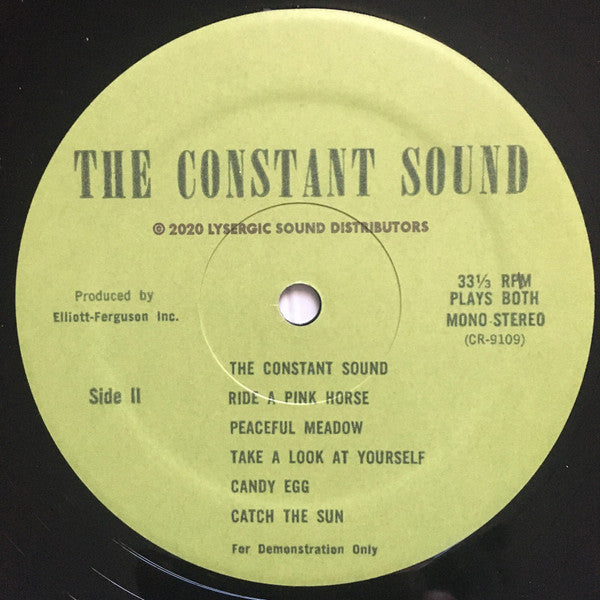 THE CONSTANT SOUND
© 2020 LYSERGIC SOUND DISTRIBUTORS
Produced by
Elliott-Ferguson Inc.
33⅓ RPM
PLAYS BOTH
MONO-STEREO
(CR-9109)
Side II
THE CONSTANT SOUND
RIDE A PINK HORSE
PEACEFUL MEADOW
TAKE A LOOK AT YOURSELF
CANDY EGG
CATCH THE SUN
For Demonstration Only